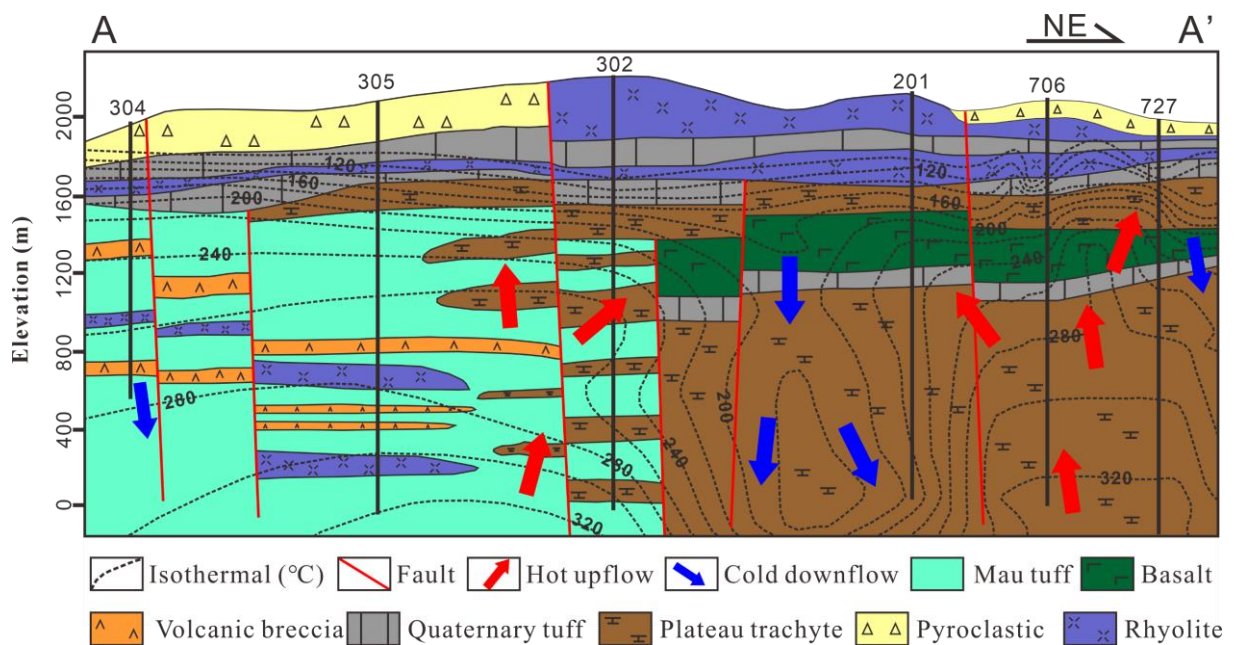 A NE A'
304 305 302 201 706 727
Elevation (m)
2000
1600
1200
800
400
0
120 160 200 240 280
280 240 200 320
120 160 200 240 280 320
Isothermal (℃) Fault Hot upflow Cold downflow Mau tuff Basalt
Volcanic breccia Quaternary tuff Plateau trachyte Pyroclastic Rhyolite